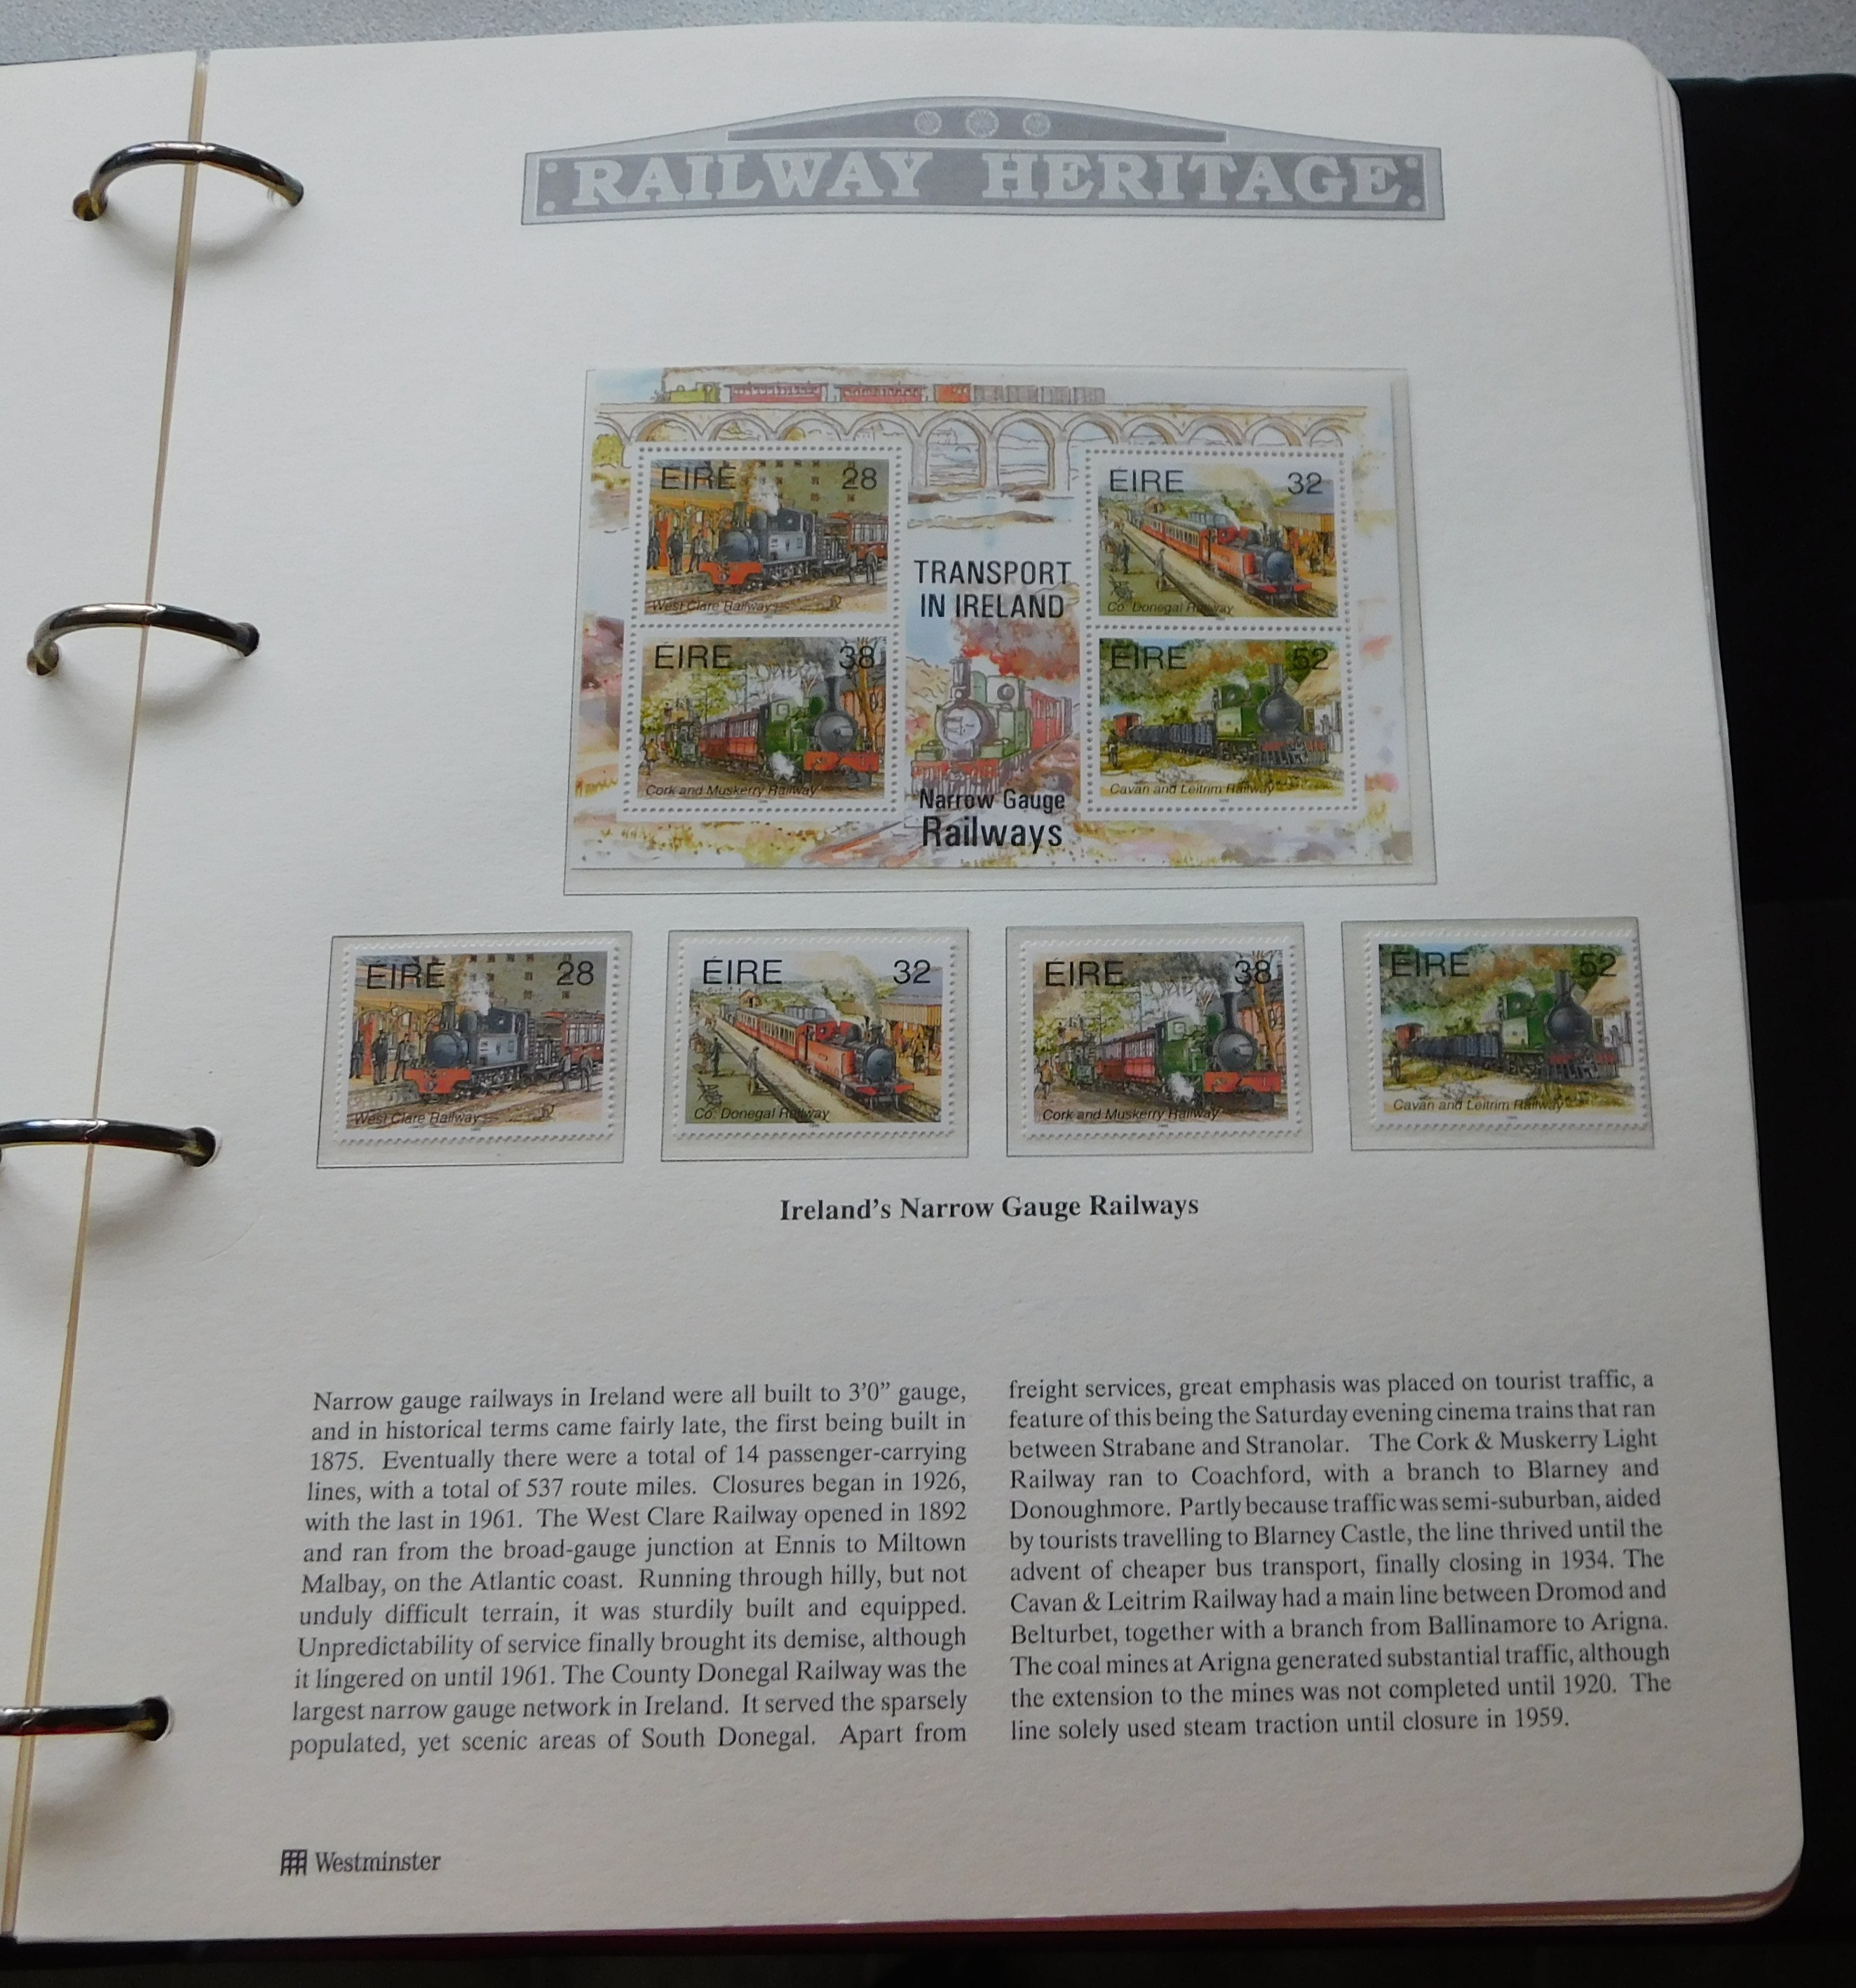 RAILWAY HERITAGE
ÉIRE 28
West Clare Railway
ÉIRE 32
Co. Donegal Railway
TRANSPORT
IN IRELAND
ÉIRE 38
Cork and Muskerry Railway
ÉIRE 52
Cavan and Leitrim Railway
Narrow Gauge
Railways
ÉIRE 28
West Clare Railway
ÉIRE 32
Co. Donegal Railway
ÉIRE 38
Cork and Muskerry Railway
ÉIRE 52
Cavan and Leitrim Railway
Ireland's Narrow Gauge Railways
Narrow gauge railways in Ireland were all built to 3'0" gauge,
and in historical terms came fairly late, the first being built in
1875. Eventually there were a total of 14 passenger-carrying
lines, with a total of 537 route miles. Closures began in 1926,
with the last in 1961. The West Clare Railway opened in 1892
and ran from the broad-gauge junction at Ennis to Miltown
Malbay, on the Atlantic coast. Running through hilly, but not
unduly difficult terrain, it was sturdily built and equipped.
Unpredictability of service finally brought its demise, although
it lingered on until 1961. The County Donegal Railway was the
largest narrow gauge network in Ireland. It served the sparsely
populated, yet scenic areas of South Donegal. Apart from
freight services, great emphasis was placed on tourist traffic, a
feature of this being the Saturday evening cinema trains that ran
between Strabane and Stranolar. The Cork & Muskerry Light
Railway ran to Coachford, with a branch to Blarney and
Donoughmore. Partly because traffic was semi-suburban, aided
by tourists travelling to Blarney Castle, the line thrived until the
advent of cheaper bus transport, finally closing in 1934. The
Cavan & Leitrim Railway had a main line between Dromod and
Belturbet, together with a branch from Ballinamore to Arigna.
The coal mines at Arigna generated substantial traffic, although
the extension to the mines was not completed until 1920. The
line solely used steam traction until closure in 1959.
Westminster